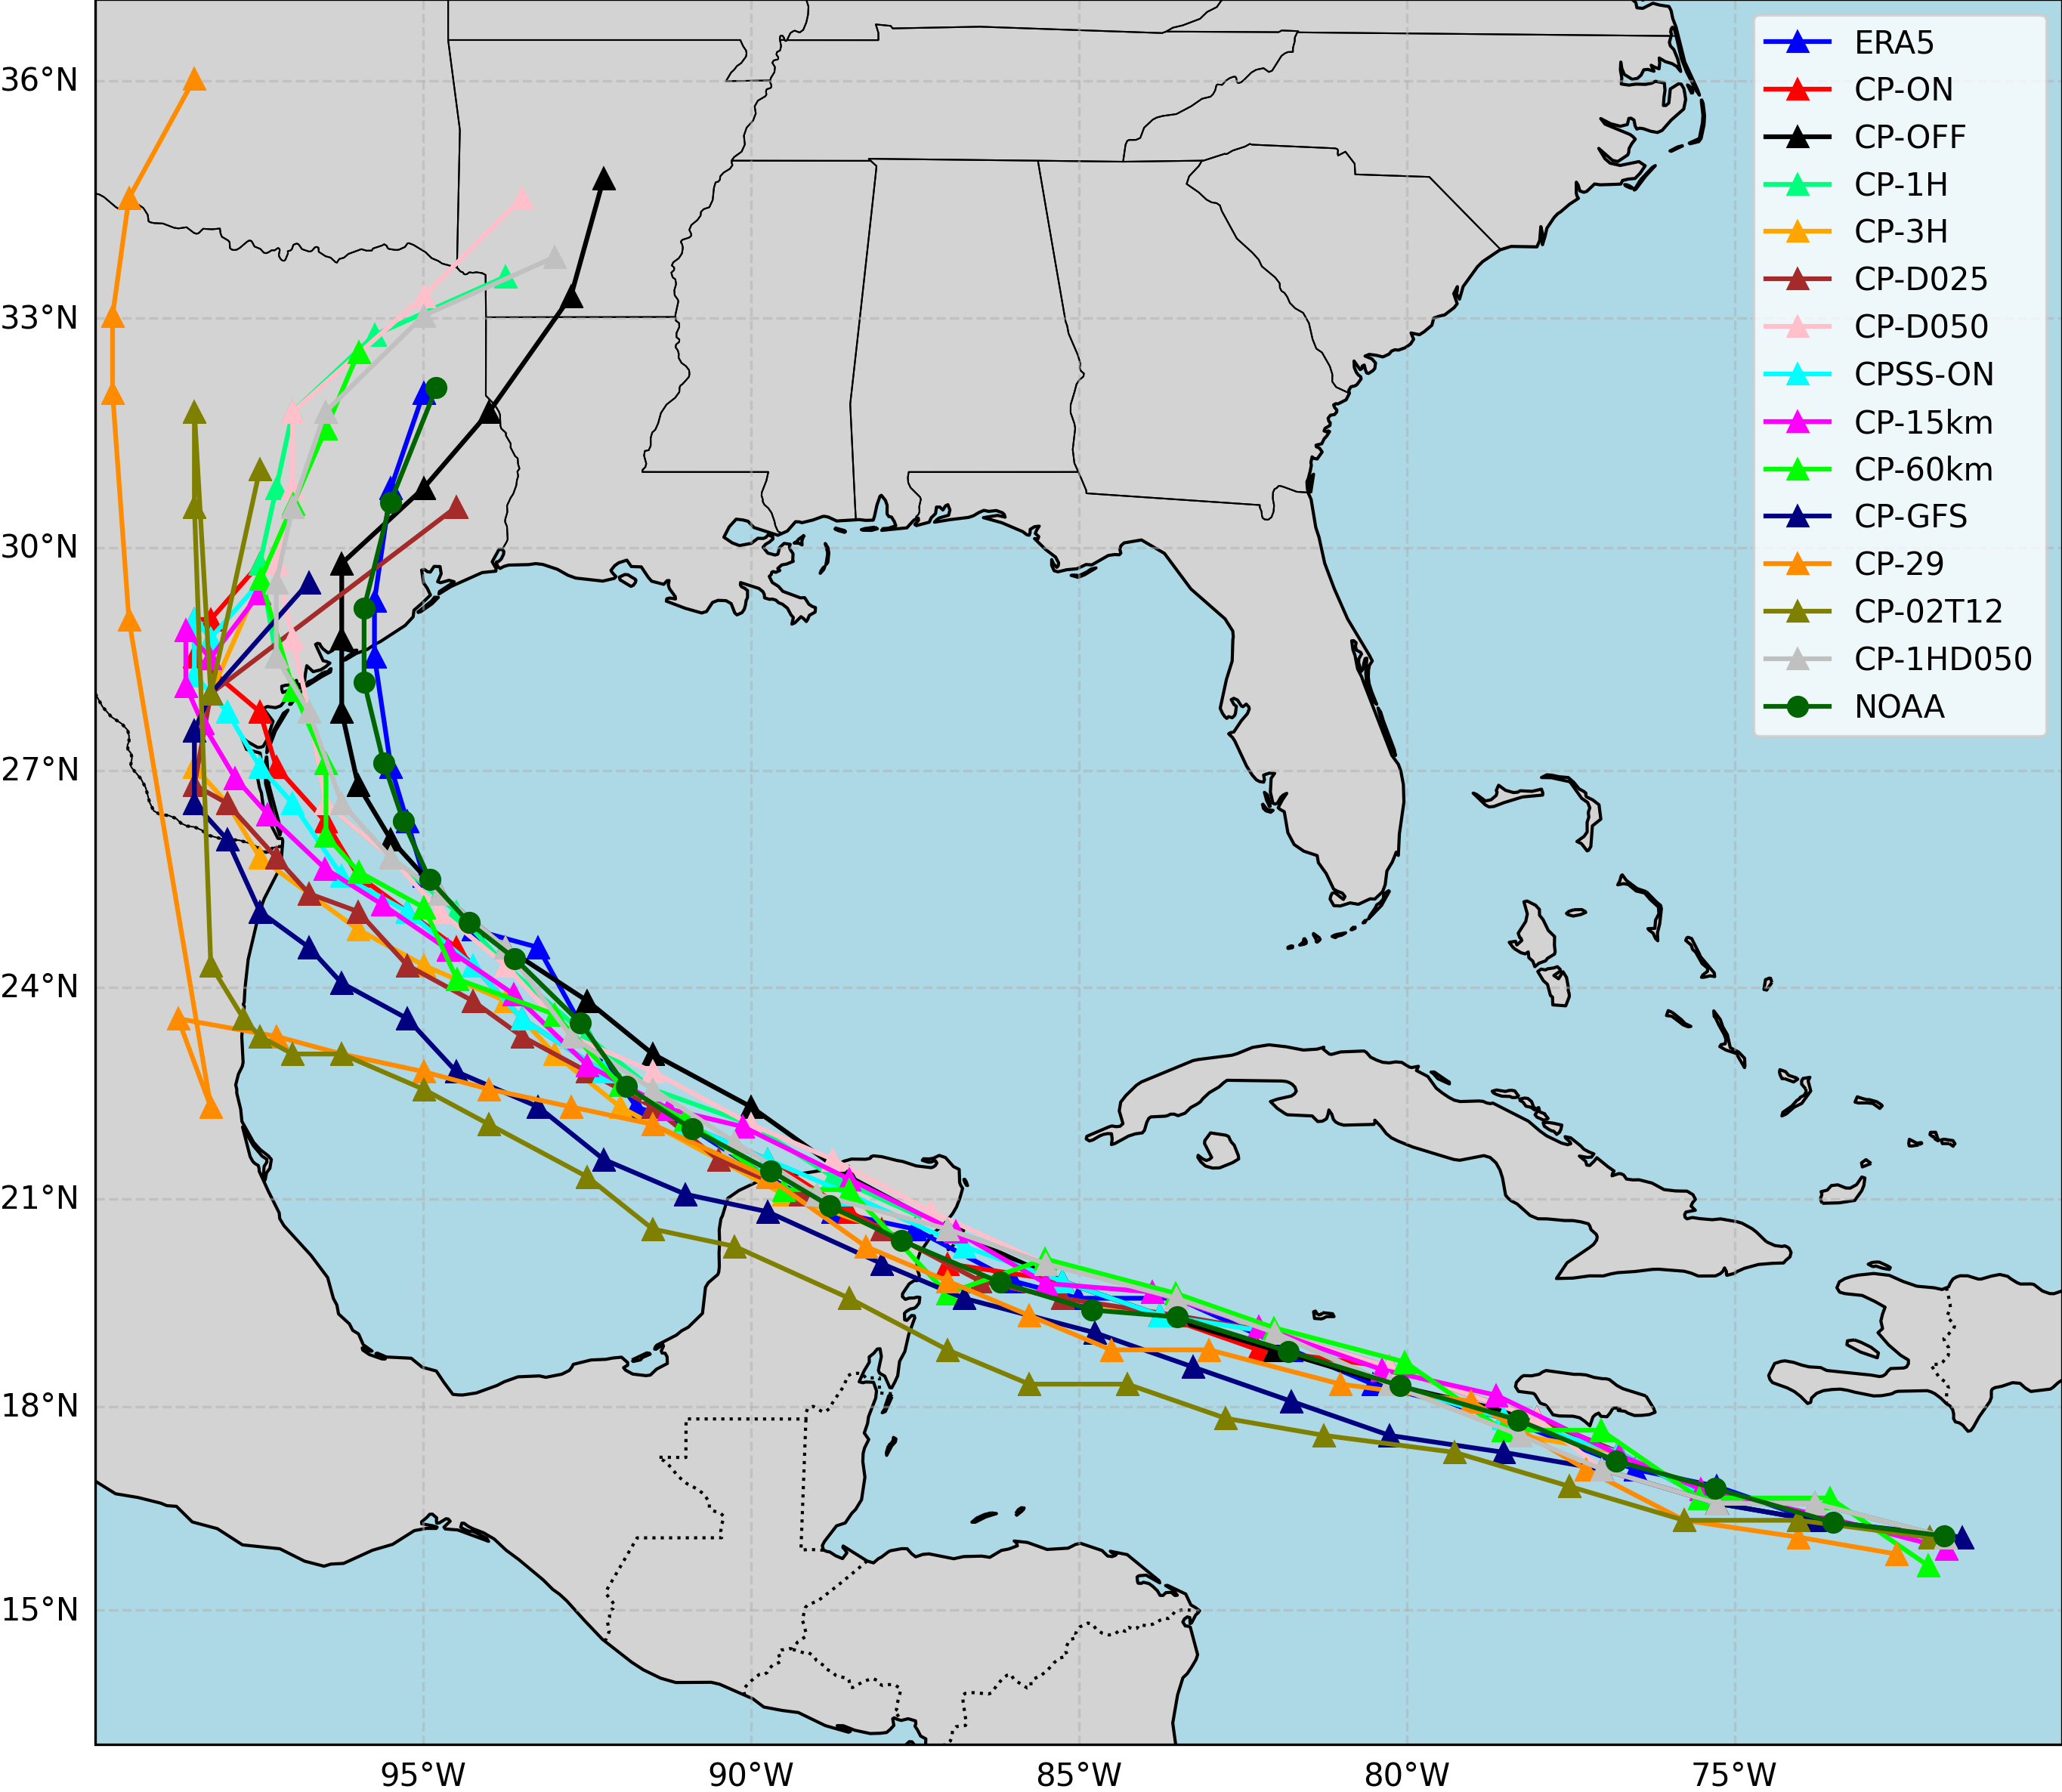 36°N
33°N
30°N
27°N
24°N
21°N
18°N
15°N
95°W
90°W
85°W
80°W
75°W
ERA5
CP-ON
CP-OFF
CP-1H
CP-3H
CP-D025
CP-D050
CPSS-ON
CP-15km
CP-60km
CP-GFS
CP-29
CP-02T12
CP-1HD050
NOAA